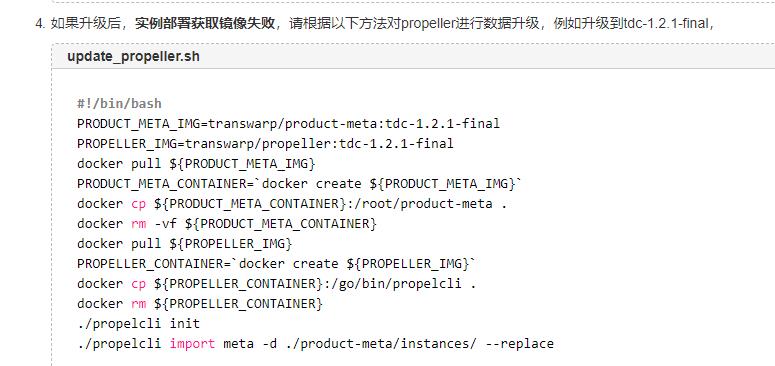 4. 如果升级后，实例部署获取镜像失败，请根据以下方法对propeller进行数据升级，例如升级到tdc-1.2.1-final，
update_propeller.sh
#!/bin/bash
PRODUCT_META_IMG=transwarp/product-meta:tdc-1.2.1-final
PROPELLER_IMG=transwarp/propeller:tdc-1.2.1-final
docker pull ${PRODUCT_META_IMG}
PRODUCT_META_CONTAINER=`docker create ${PRODUCT_META_IMG}`
docker cp ${PRODUCT_META_CONTAINER}:/root/product-meta .
docker rm -vf ${PRODUCT_META_CONTAINER}
docker pull ${PROPELLER_IMG}
PROPELLER_CONTAINER=`docker create ${PROPELLER_IMG}`
docker cp ${PROPELLER_CONTAINER}:/go/bin/propelcli .
docker rm ${PROPELLER_CONTAINER}
./propelcli init
./propelcli import meta -d ./product-meta/instances/ --replace